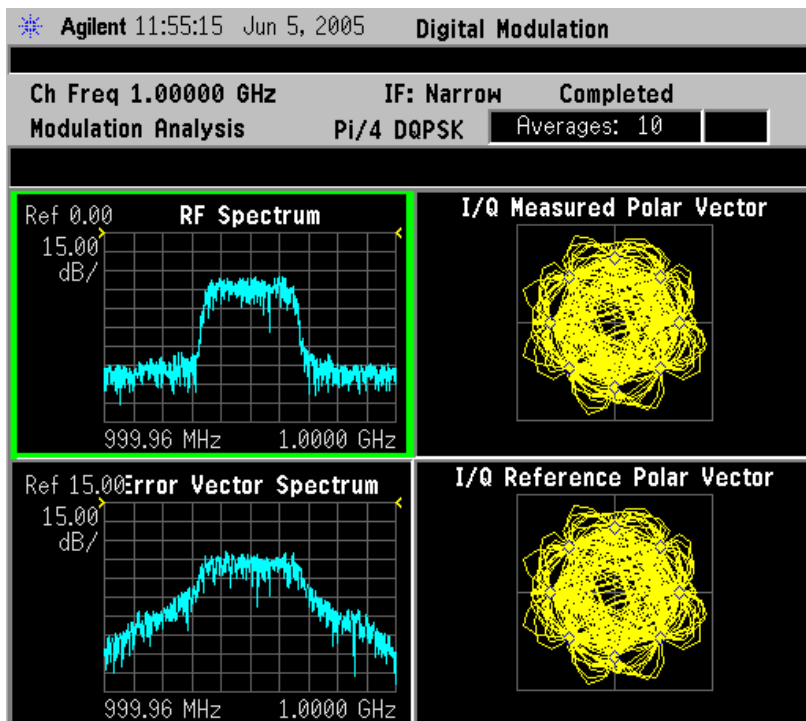 Agilent 11:55:15 Jun 5, 2005 Digital Modulation
Ch Freq 1.00000 GHz IF: Narrow Completed
Modulation Analysis Pi/4 DQPSK Averages: 10
Ref 0.00 RF Spectrum
15.00
dB/
999.96 MHz 1.0000 GHz
I/Q Measured Polar Vector
Ref 15.00 Error Vector Spectrum
15.00
dB/
999.96 MHz 1.0000 GHz
I/Q Reference Polar Vector